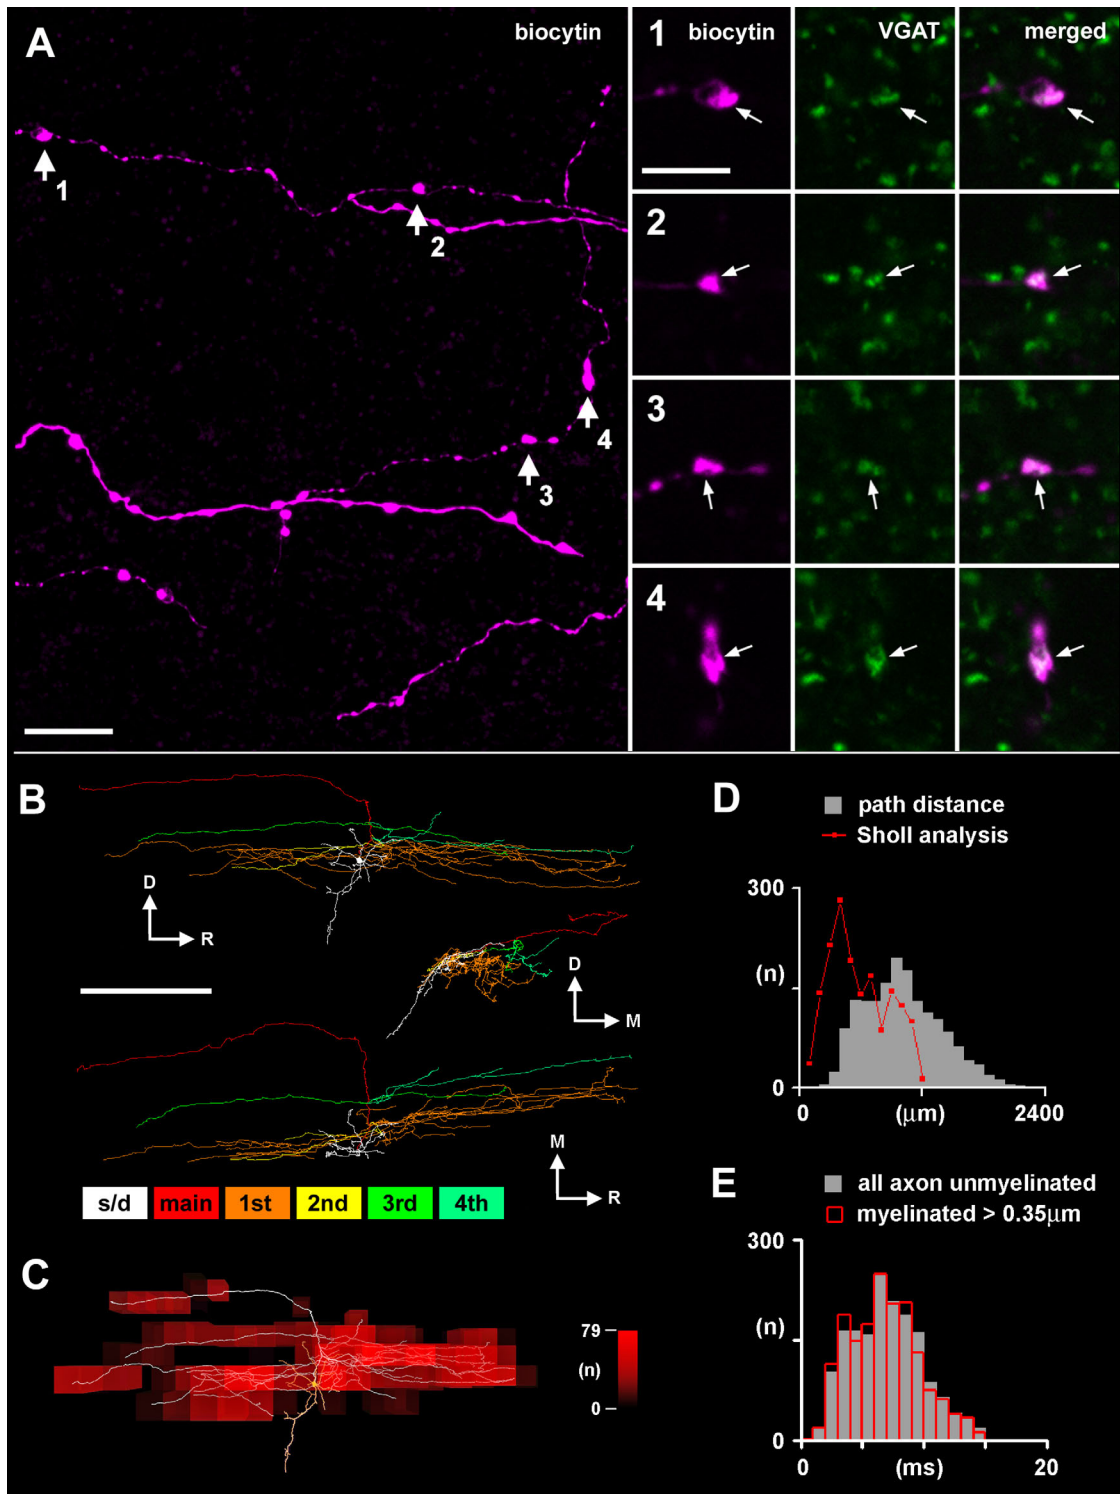 A
biocytin
1
2
3
4
1 biocytin
VGAT
merged
2
3
4
B
D
R
D
M
M
R
s/d main 1st 2nd 3rd 4th
C
79
(n)
0
D
path distance
Sholl analysis
300
(n)
0
0 (μm) 2400
E
all axon unmyelinated
myelinated > 0.35μm
300
(n)
0
0 (ms) 20